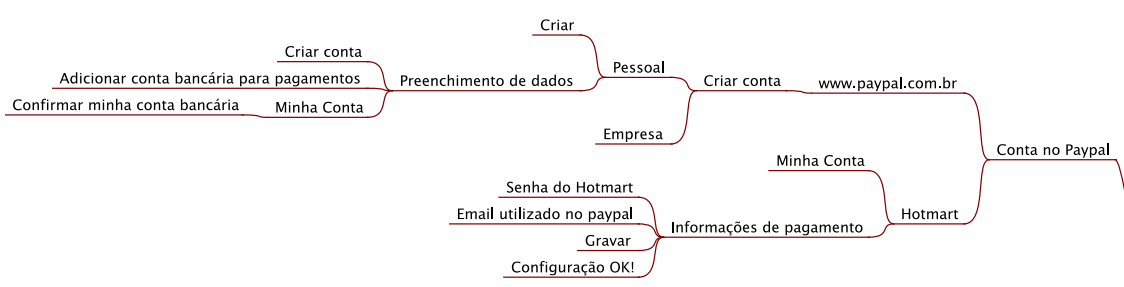 Criar
Criar conta
Pessoal
Adicionar conta bancária para pagamentos
Preenchimento de dados
Criar conta
www.paypal.com.br
Confirmar minha conta bancária
Minha Conta
Empresa
Conta no Paypal
Minha Conta
Senha do Hotmart
Email utilizado no paypal
Hotmart
Informações de pagamento
Gravar
Configuração OK!